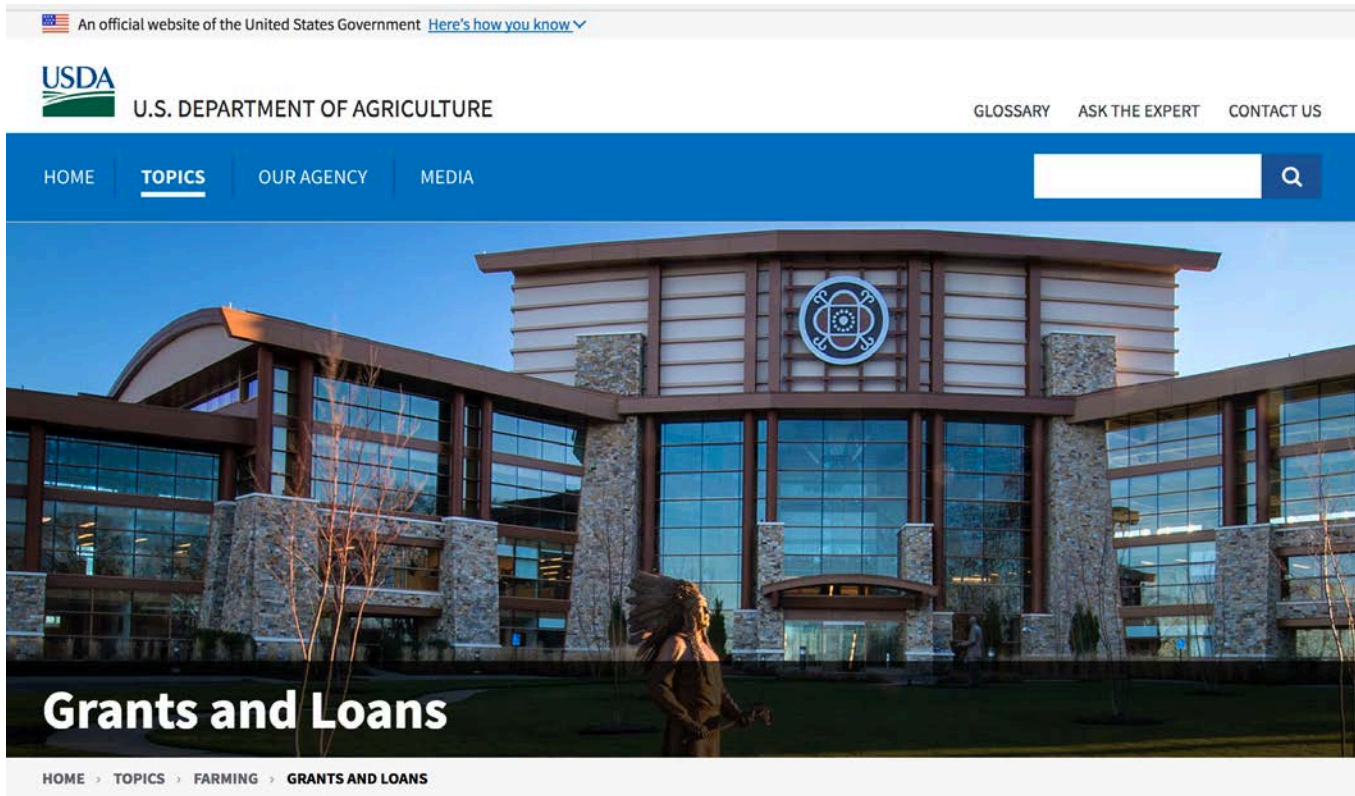 An official website of the United States Government Here's how you know
USDA
U.S. DEPARTMENT OF AGRICULTURE
GLOSSARY ASK THE EXPERT CONTACT US
HOME TOPICS OUR AGENCY MEDIA
Grants and Loans
HOME › TOPICS › FARMING › GRANTS AND LOANS